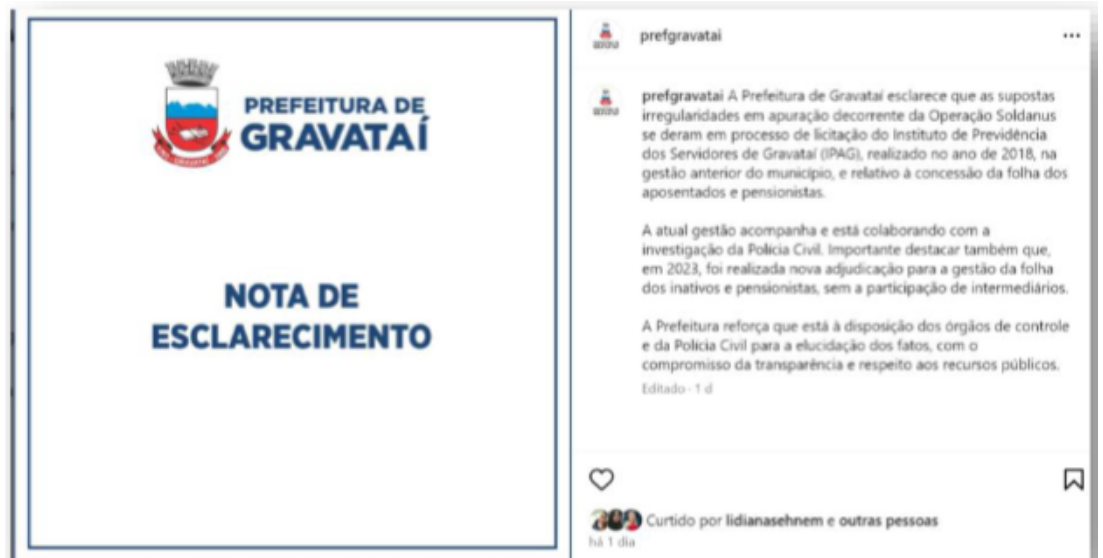 PREFEITURA DE
GRAVATAÍ
NOTA DE
ESCLARECIMENTO
prefgravatai
prefgravatai A Prefeitura de Gravataí esclarece que as supostas
irregularidades em apuração decorrente da Operação Soldanus
se deram em processo de licitação do Instituto de Previdência
dos Servidores de Gravataí (IPAG), realizado no ano de 2018, na
gestão anterior do município, e relativo à concessão da folha dos
aposentados e pensionistas.
A atual gestão acompanha e está colaborando com a
investigação da Polícia Civil. Importante destacar também que,
em 2023, foi realizada nova adjudicação para a gestão da folha
dos inativos e pensionistas, sem a participação de intermediários.
A Prefeitura reforça que está à disposição dos órgãos de controle
e da Polícia Civil para a elucidação dos fatos, com o
compromisso da transparência e respeito aos recursos públicos.
Editado · 1 d
Curtido por lidianasehnem e outras pessoas
há 1 dia